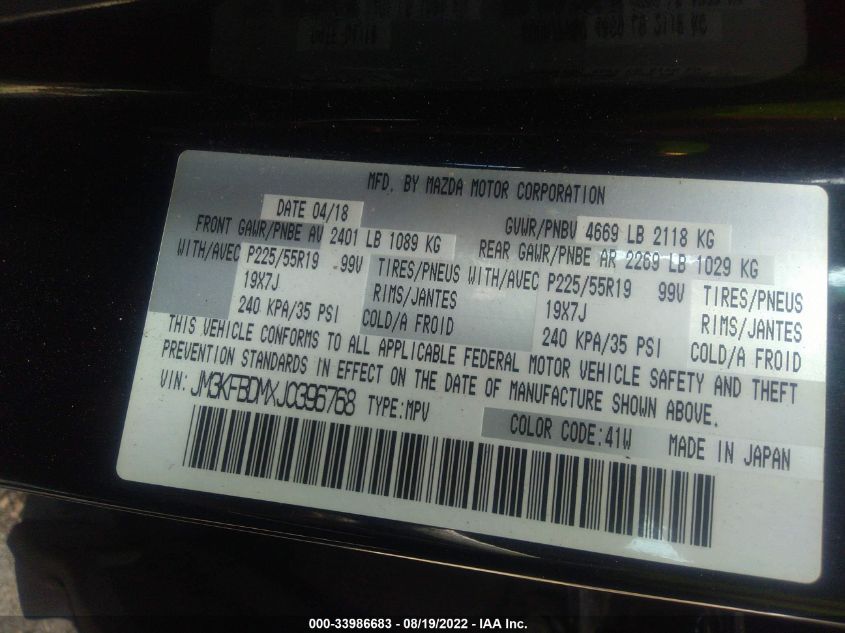 MFD. BY MAZDA MOTOR CORPORATION
DATE 04/18
GVWR/PNBV 4669 LB 2118 KG
FRONT GAWR/PNBE AV 2401 LB 1089 KG
REAR GAWR/PNBE AR 2269 LB 1029 KG
WITH/AVEC P225/55R19 99V TIRES/PNEUS
19X7J RIMS/JANTES
240 KPA/35 PSI COLD/A FROID
WITH/AVEC P225/55R19 99V TIRES/PNEUS
19X7J RIMS/JANTES
240 KPA/35 PSI COLD/A FROID
THIS VEHICLE CONFORMS TO ALL APPLICABLE FEDERAL MOTOR VEHICLE SAFETY AND THEFT
PREVENTION STANDARDS IN EFFECT ON THE DATE OF MANUFACTURE SHOWN ABOVE.
VIN: JM3KFBDMXJ0396768 TYPE:MPV
COLOR CODE:41W MADE IN JAPAN
000-33986683 - 08/19/2022 - IAA Inc.